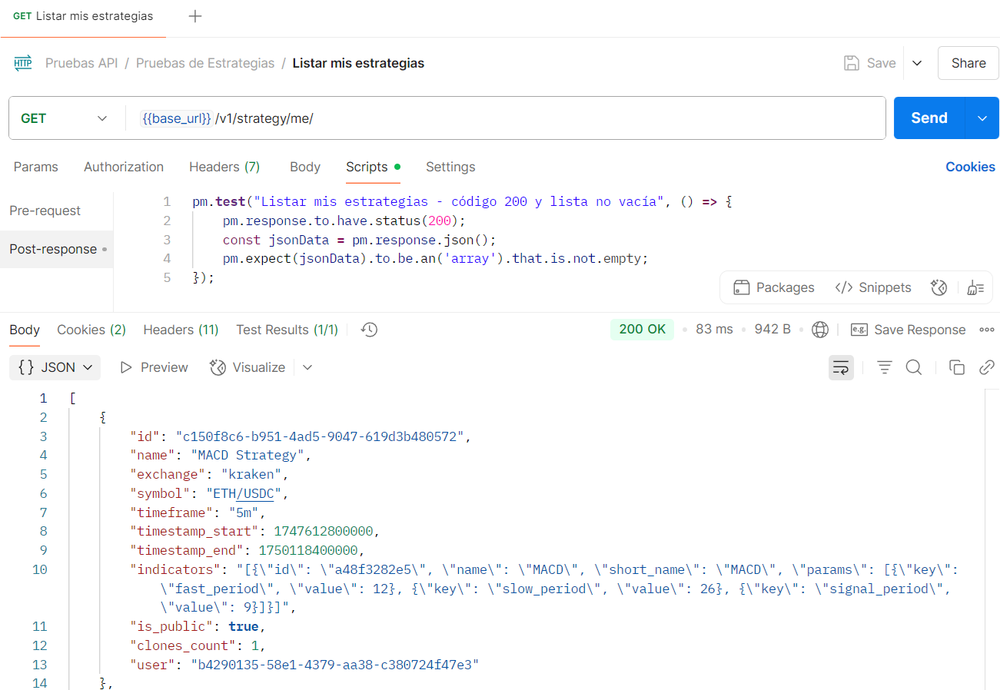 GET Listar mis estrategias
HTTP Pruebas API / Pruebas de Estrategias / Listar mis estrategias Save Share
GET {{base_url}} /v1/strategy/me/ Send
Params Authorization Headers (7) Body Scripts Settings Cookies
Pre-request
Post-response
1 pm.test("Listar mis estrategias - código 200 y lista no vacía", () => {
2 pm.response.to.have.status(200);
3 const jsonData = pm.response.json();
4 pm.expect(jsonData).to.be.an('array').that.is.not.empty;
5 });
Packages </> Snippets
Body Cookies (2) Headers (11) Test Results (1/1) 200 OK 83 ms 942 B e.g. Save Response
{} JSON Preview Visualize
1 [
2 {
3 "id": "c150f8c6-b951-4ad5-9047-619d3b480572",
4 "name": "MACD Strategy",
5 "exchange": "kraken",
6 "symbol": "ETH/USDC",
7 "timeframe": "5m",
8 "timestamp_start": 1747612800000,
9 "timestamp_end": 1750118400000,
10 "indicators": "[{\"id\": \"a48f3282e5\", \"name\": \"MACD\", \"short_name\": \"MACD\", \"params\": [{\"key\":
\"fast_period\", \"value\": 12}, {\"key\": \"slow_period\", \"value\": 26}, {\"key\": \"signal_period\",
\"value\": 9}]}]",
11 "is_public": true,
12 "clones_count": 1,
13 "user": "b4290135-58e1-4379-aa38-c380724f47e3"
14 },